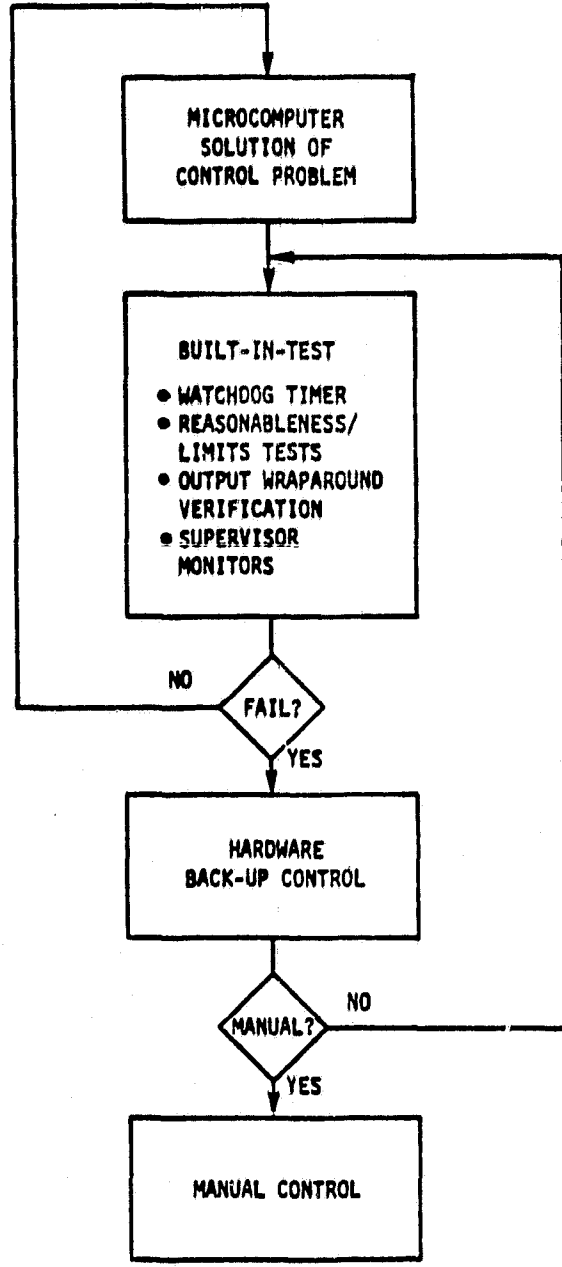 MICROCOMPUTER
SOLUTION OF
CONTROL PROBLEM
BUILT-IN-TEST
• WATCHDOG TIMER
• REASONABLENESS/
LIMITS TESTS
• OUTPUT WRAPAROUND
VERIFICATION
• SUPERVISOR
MONITORS
NO
FAIL?
YES
HARDWARE
BACK-UP CONTROL
NO
MANUAL?
YES
MANUAL CONTROL